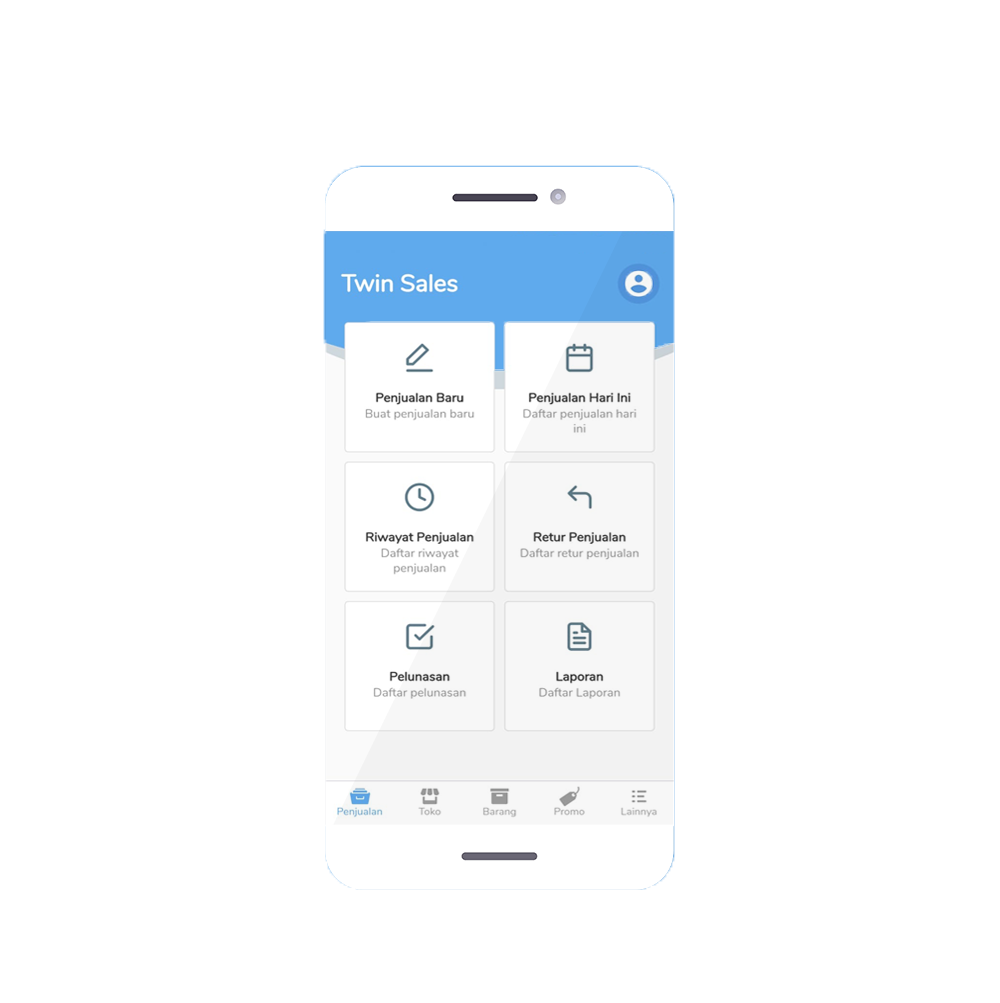 Twin Sales
Penjualan Baru
Buat penjualan baru
Penjualan Hari Ini
Daftar penjualan hari
ini
Riwayat Penjualan
Daftar riwayat
penjualan
Retur Penjualan
Daftar retur penjualan
Pelunasan
Daftar pelunasan
Laporan
Daftar Laporan
Penjualan
Toko
Barang
Promo
Lainnya